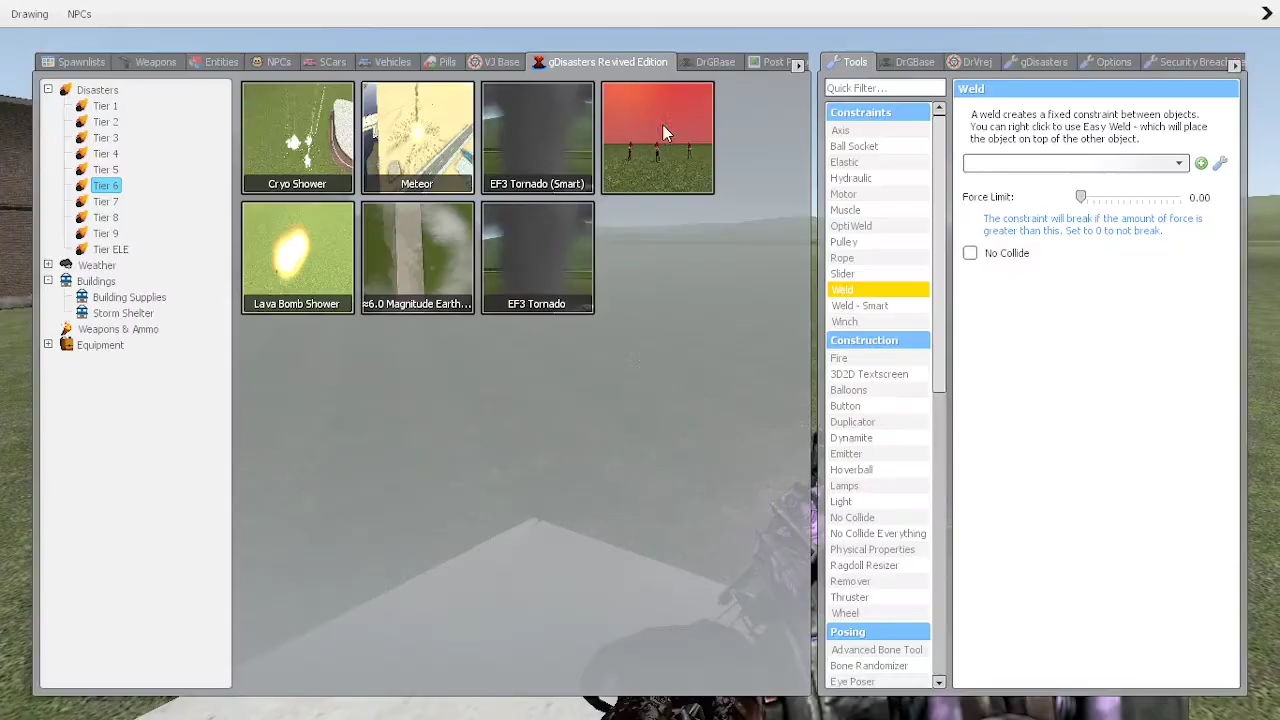 Drawing NPCs
Spawnlists Weapons Entities NPCs SCars Vehicles Pills VJ Base gDisasters Revived Edition DrGBase Post
Tools DrGBase DrVrej gDisasters Options Security Breac
Disasters
Tier 1
Tier 2
Tier 3
Tier 4
Tier 5
Tier 6
Tier 7
Tier 8
Tier 9
Tier ELE
Weather
Buildings
Building Supplies
Storm Shelter
Weapons & Ammo
Equipment
Cryo Shower
Meteor
EF3 Tornado (Smart)
Lava Bomb Shower
≈6.0 Magnitude Earth...
EF3 Tornado
Quick Filter...
Constraints
Axis
Ball Socket
Elastic
Hydraulic
Motor
Muscle
OptiWeld
Pulley
Rope
Slider
Weld
Weld - Smart
Winch
Construction
Fire
3D2D Textscreen
Balloons
Button
Duplicator
Dynamite
Emitter
Hoverball
Lamps
Light
No Collide
No Collide Everything
Physical Properties
Ragdoll Resizer
Remover
Thruster
Wheel
Posing
Advanced Bone Tool
Bone Randomizer
Eye Poser
Weld
A weld creates a fixed constraint between objects.
You can right click to use Easy Weld - which will place
the object on top of the other object.
Force Limit: 0.00
The constraint will break if the amount of force is
greater than this. Set to 0 to not break.
No Collide